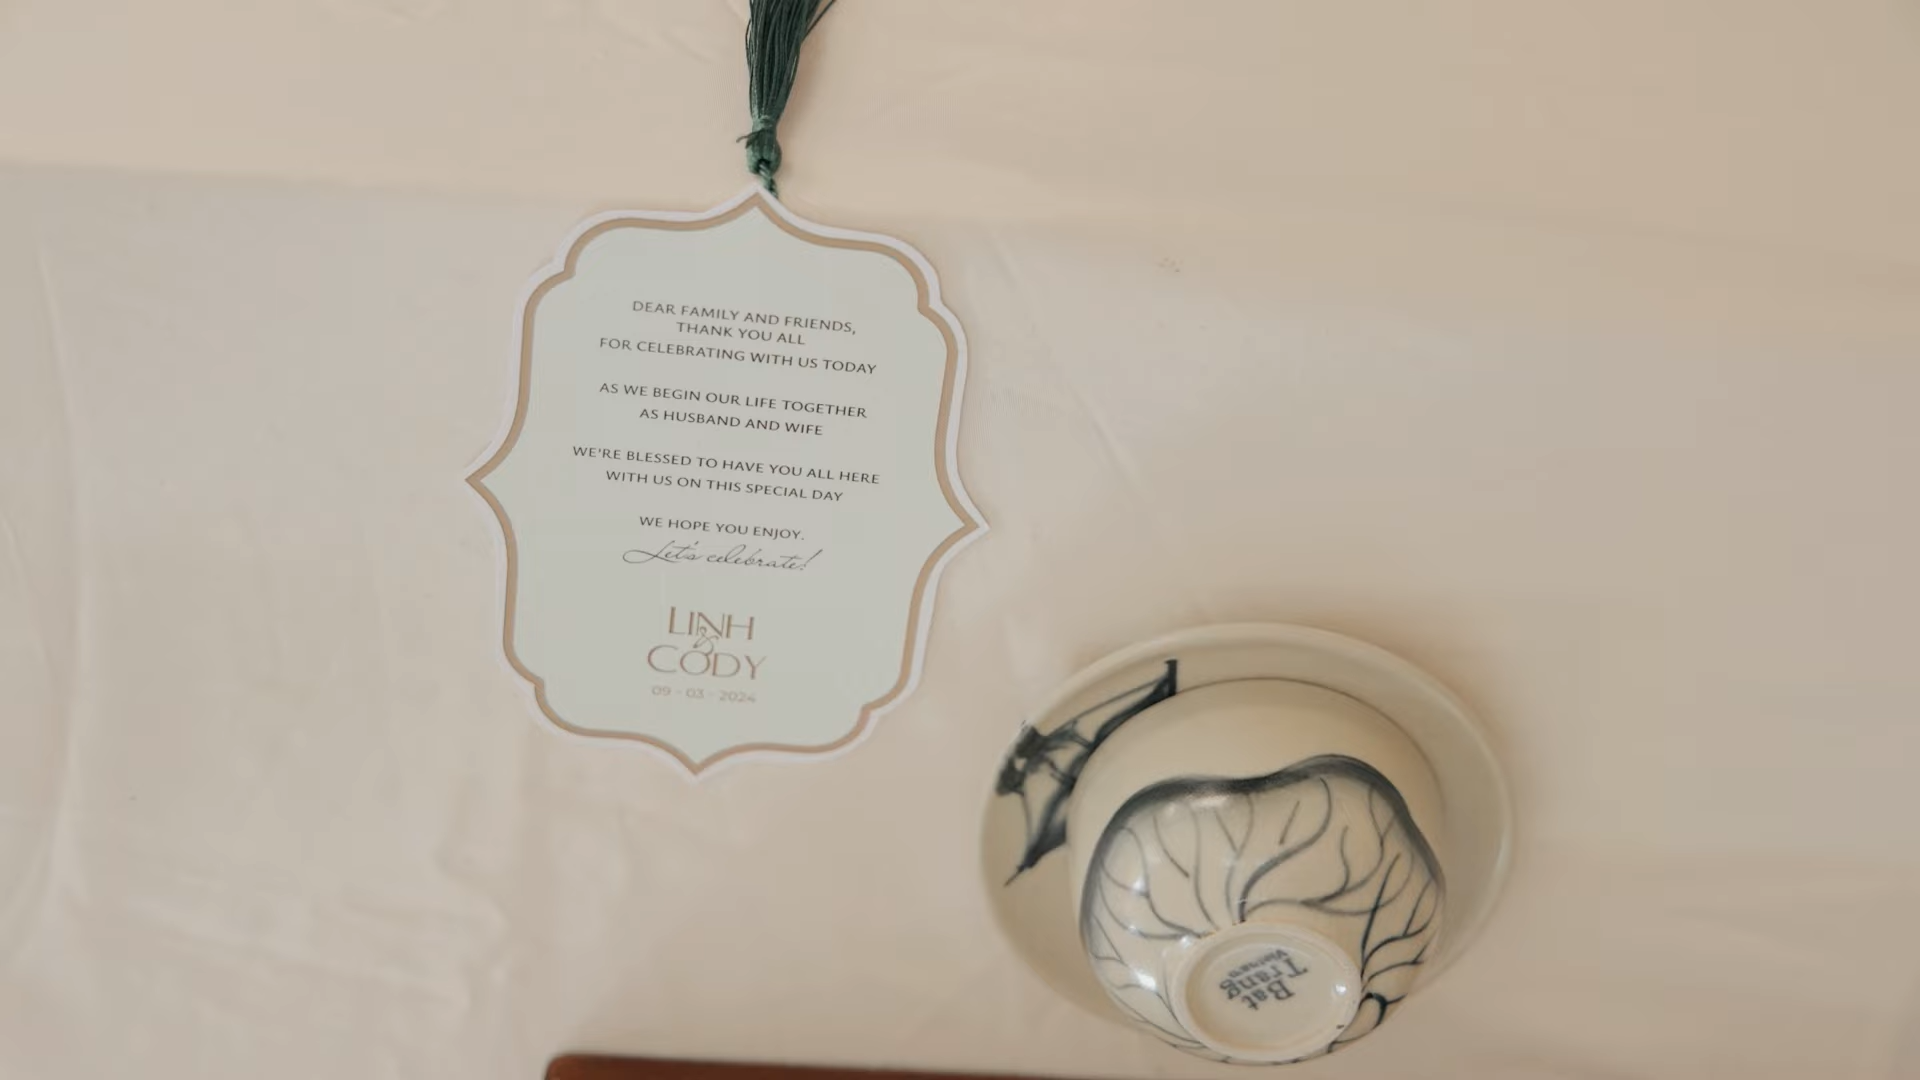 DEAR FAMILY AND FRIENDS,
THANK YOU ALL
FOR CELEBRATING WITH US TODAY
AS WE BEGIN OUR LIFE TOGETHER
AS HUSBAND AND WIFE
WE'RE BLESSED TO HAVE YOU ALL HERE
WITH US ON THIS SPECIAL DAY
WE HOPE YOU ENJOY.
Let's celebrate!
LINH
&
CODY
09 - 03 - 2024
Bat
Trang
Vietnam